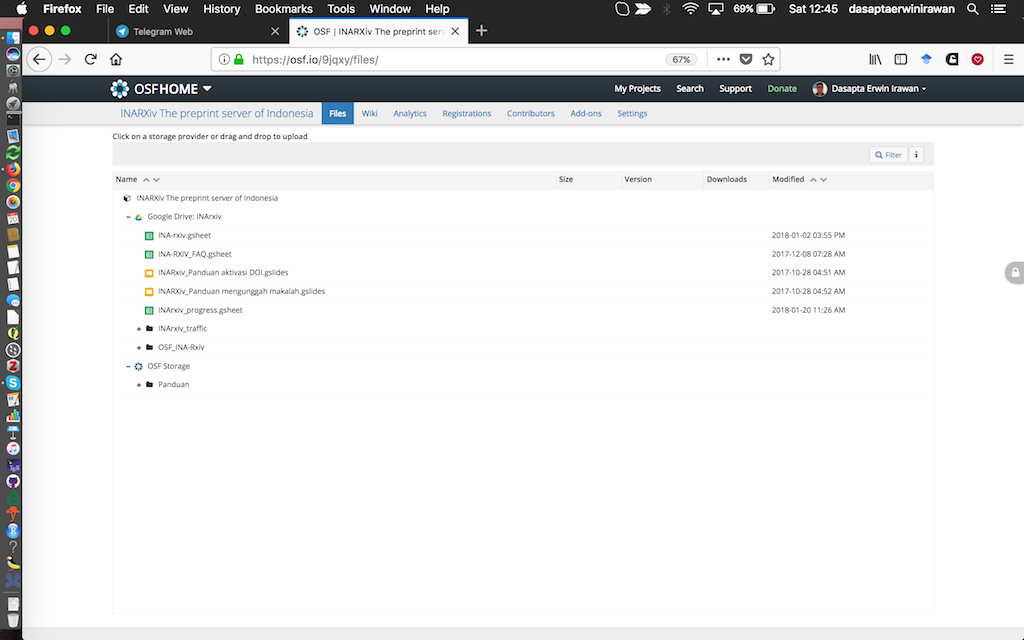 Firefox File Edit View History Bookmarks Tools Window Help 69% Sat 12:45 dasaptaerwinirawan
Telegram Web OSF | INARXiv The preprint ser
https://osf.io/9jqxy/files/ 67%
OSFHOME My Projects Search Support Donate Dasapta Erwin Irawan
INARXiv The preprint server of Indonesia Files Wiki Analytics Registrations Contributors Add-ons Settings
Click on a storage provider or drag and drop to upload
Filter i
Name Size Version Downloads Modified
INARXiv The preprint server of Indonesia
Google Drive: INArxiv
INA-rxiv.gsheet 2018-01-02 03:55 PM
INA-RXIV_FAQ.gsheet 2017-12-08 07:28 AM
INARxiv_Panduan aktivasi DOI.gslides 2017-10-28 04:51 AM
INARXiv_Panduan mengunggah makalah.gslides 2017-10-28 04:52 AM
INArxiv_progress.gsheet 2018-01-20 11:26 AM
INArxiv_traffic
OSF_INA-Rxiv
OSF Storage
Panduan